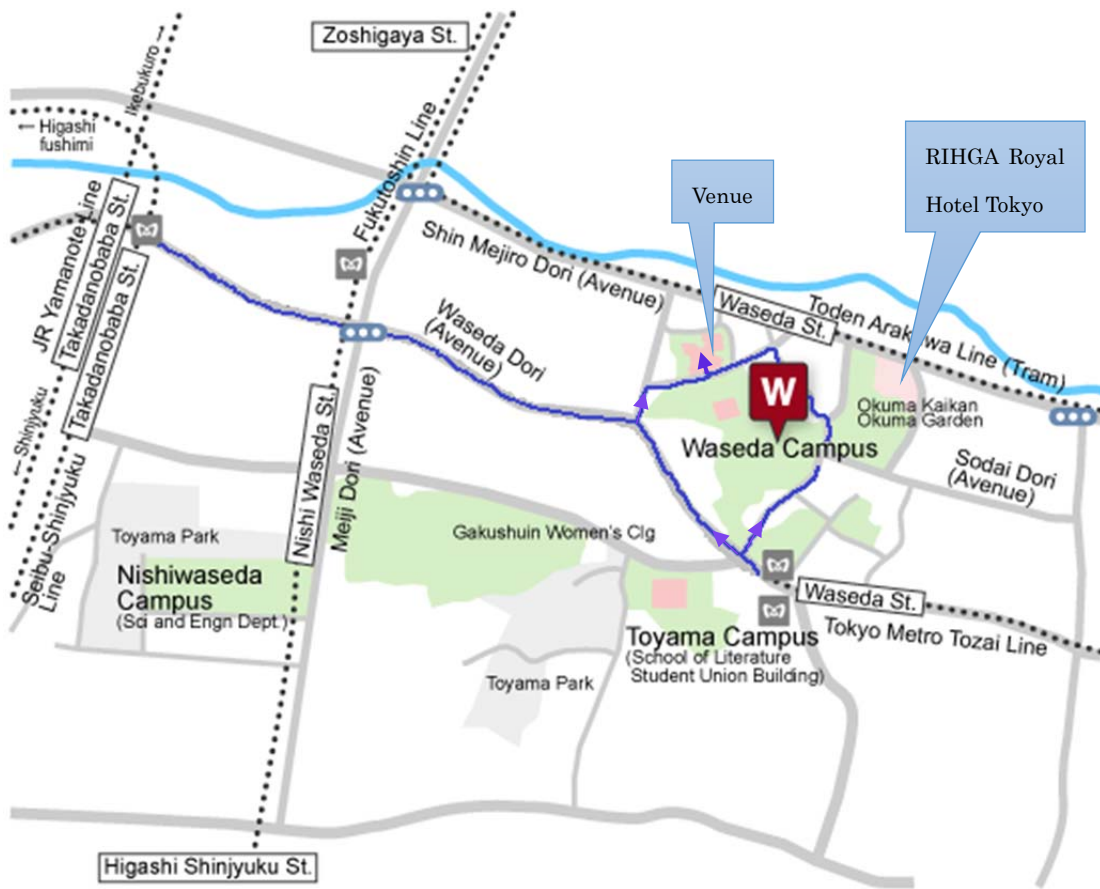 Zoshigaya St.
Ikebukuro ↑
← Higashi
fushimi
Fukutoshin Line
RIHGA Royal
Hotel Tokyo
Venue
JR Yamanote Line
Takadanobaba St.
Takadanobaba St.
Shin Mejiro Dori (Avenue)
Waseda St.
Toden Arakawa Line (Tram)
Waseda Dori
(Avenue)
W
Okuma Kaikan
Okuma Garden
Waseda Campus
Sodai Dori
(Avenue)
← Shinjyuku
Seibu-Shinjyuku
Line
Nishi Waseda St.
Meiji Dori (Avenue)
Toyama Park
Gakushuin Women's Clg
Nishiwaseda
Campus
(Sci and Engn Dept.)
Waseda St.
Tokyo Metro Tozai Line
Toyama Campus
(School of Literature
Student Union Building)
Toyama Park
Higashi Shinjyuku St.